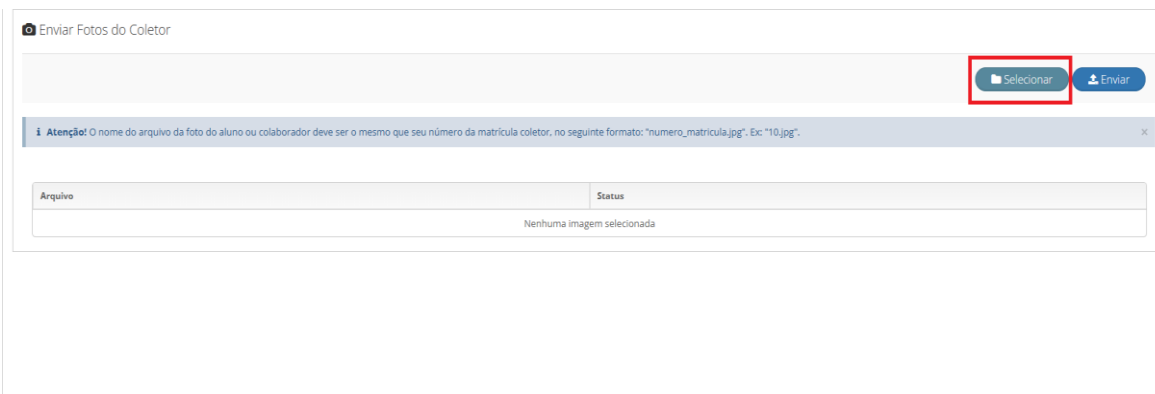 Enviar Fotos do Coletor
Selecionar Enviar
i Atenção! O nome do arquivo da foto do aluno ou colaborador deve ser o mesmo que seu número da matrícula coletor, no seguinte formato: "numero_matricula.jpg". Ex: "10.jpg". x
Arquivo Status
Nenhuma imagem selecionada